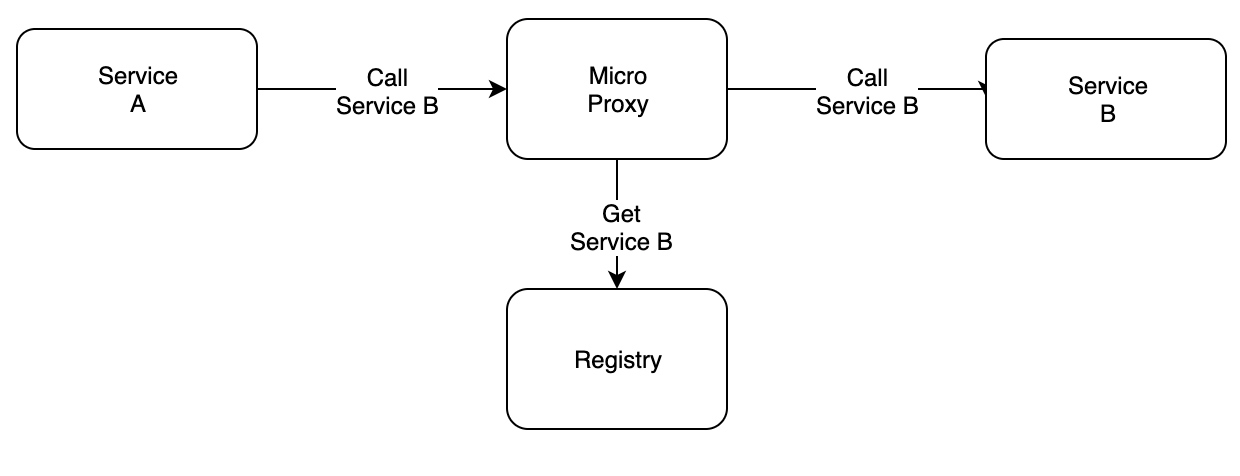 Service
A
Call
Service B
Micro
Proxy
Call
Service B
Service
B
Get
Service B
Registry